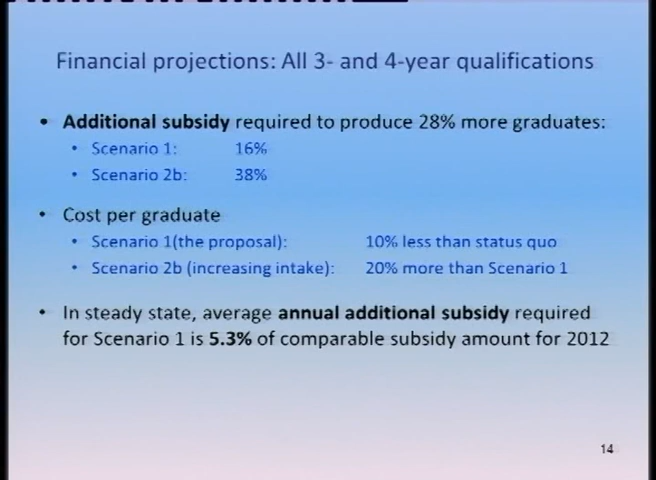 Financial projections: All 3- and 4-year qualifications
• Additional subsidy required to produce 28% more graduates:
• Scenario 1: 16%
• Scenario 2b: 38%
• Cost per graduate
• Scenario 1(the proposal): 10% less than status quo
• Scenario 2b (increasing intake): 20% more than Scenario 1
• In steady state, average annual additional subsidy required
for Scenario 1 is 5.3% of comparable subsidy amount for 2012
14